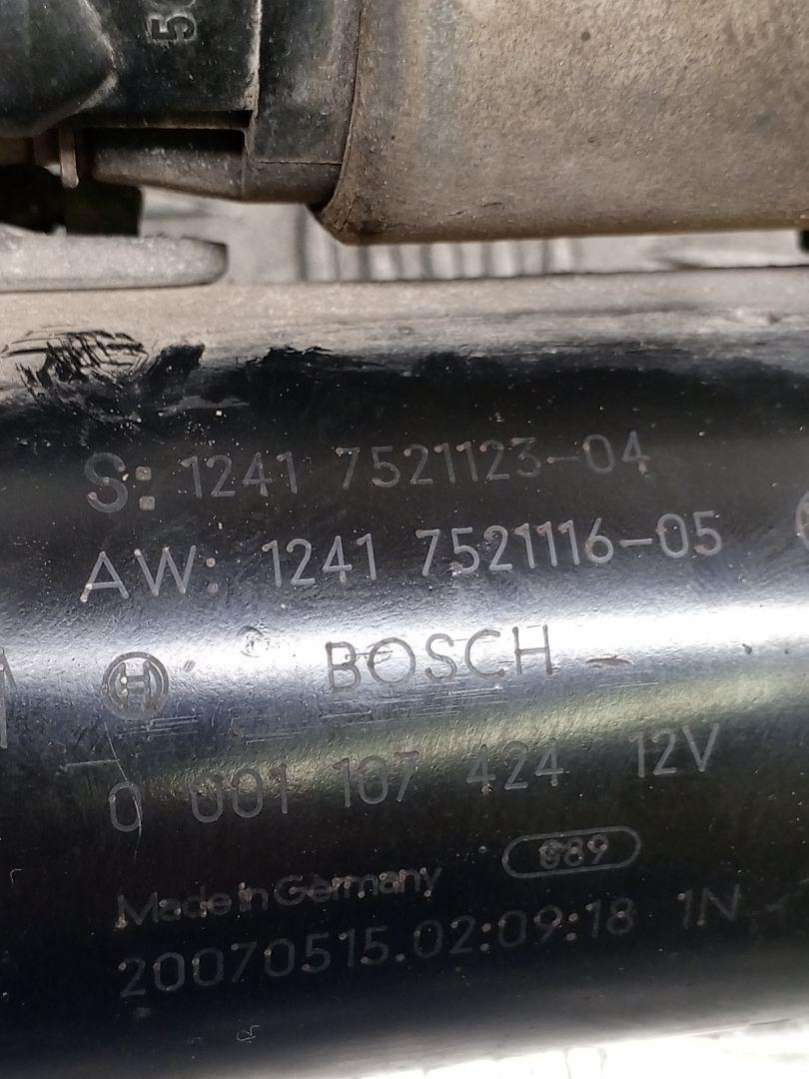 S: 1241 7521123-04
AW: 1241 7521116-05
BOSCH
0 001 107 424 12V
889
Made in Germany
20070515.02:09:18 1N